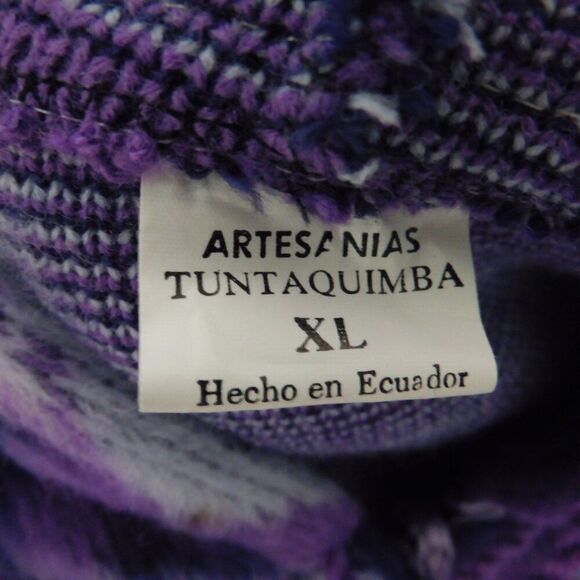 ARTESANIAS
TUNTAQUIMBA
XL
Hecho en Ecuador